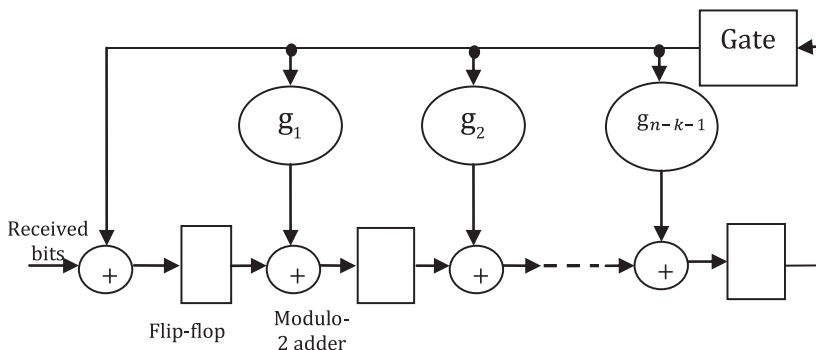 Gate
g₁
g₂
gₙ₋ₖ₋₁
Received
bits
+
+
+
+
Flip-flop
Modulo-
2 adder